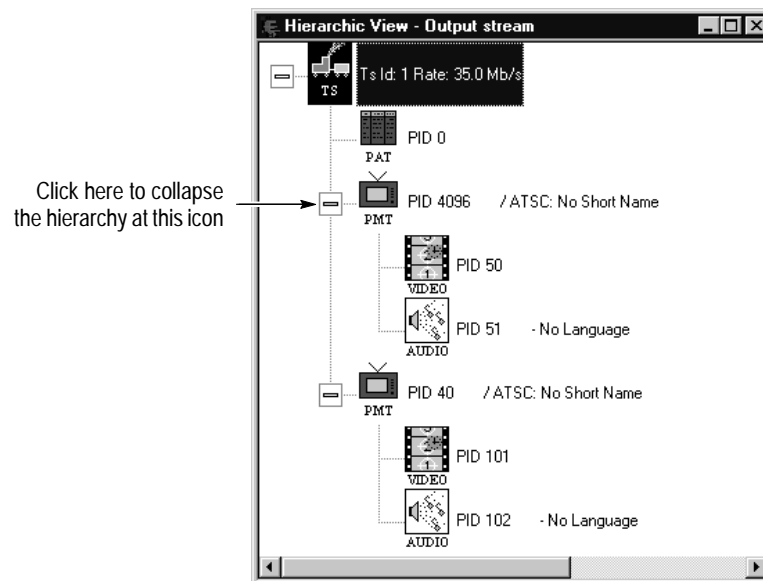 Hierarchic View - Output stream
Ts Id: 1 Rate: 35.0 Mb/s
TS
PID 0
PAT
Click here to collapse
the hierarchy at this icon
PID 4096 / ATSC: No Short Name
PMT
PID 50
VIDEO
PID 51 - No Language
AUDIO
PID 40 / ATSC: No Short Name
PMT
PID 101
VIDEO
PID 102 - No Language
AUDIO